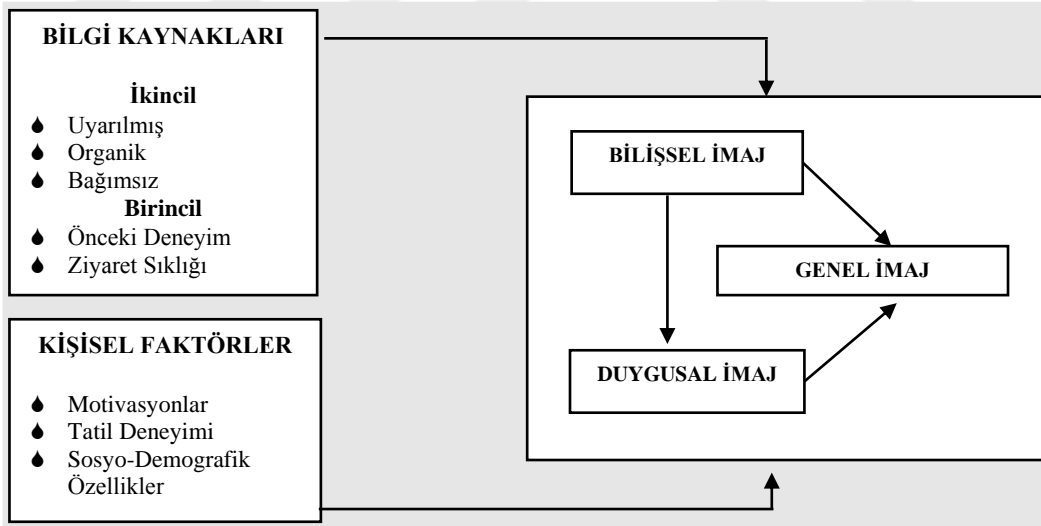 BİLGİ KAYNAKLARI
İkincil
Uyarılmış
Organik
Bağımsız
Birincil
Önceki Deneyim
Ziyaret Sıklığı
KİŞİSEL FAKTÖRLER
Motivasyonlar
Tatil Deneyimi
Sosyo-Demografik
Özellikler
BİLİŞSEL İMAJ
GENEL İMAJ
DUYGUSAL İMAJ